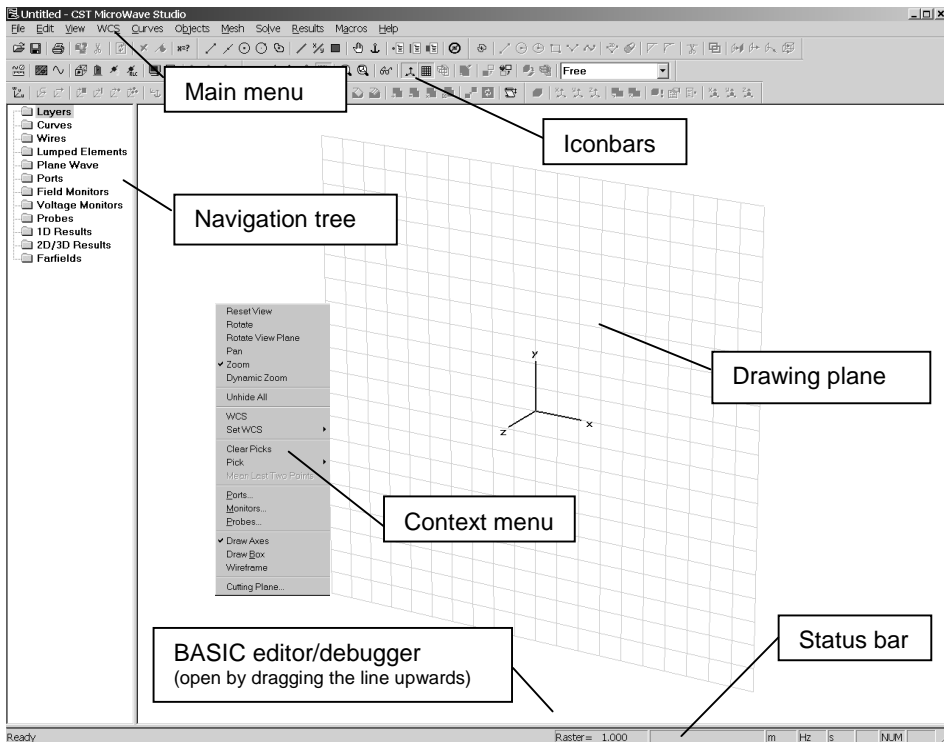 Untitled - CST MicroWave Studio
File Edit View WCS Curves Objects Mesh Solve Results Macros Help
Free
Main menu
Iconbars
Layers
Curves
Wires
Lumped Elements
Plane Wave
Ports
Field Monitors
Voltage Monitors
Probes
1D Results
2D/3D Results
Farfields
Navigation tree
Reset View
Rotate
Rotate View Plane
Pan
Zoom
Dynamic Zoom
Unhide All
WCS
Set WCS
Clear Picks
Pick
Mean Last Two Points
Ports...
Monitors...
Probes...
Draw Axes
Draw Box
Wireframe
Cutting Plane...
y
x
z
Drawing plane
Context menu
BASIC editor/debugger
(open by dragging the line upwards)
Status bar
Ready Raster= 1.000 m Hz s NUM